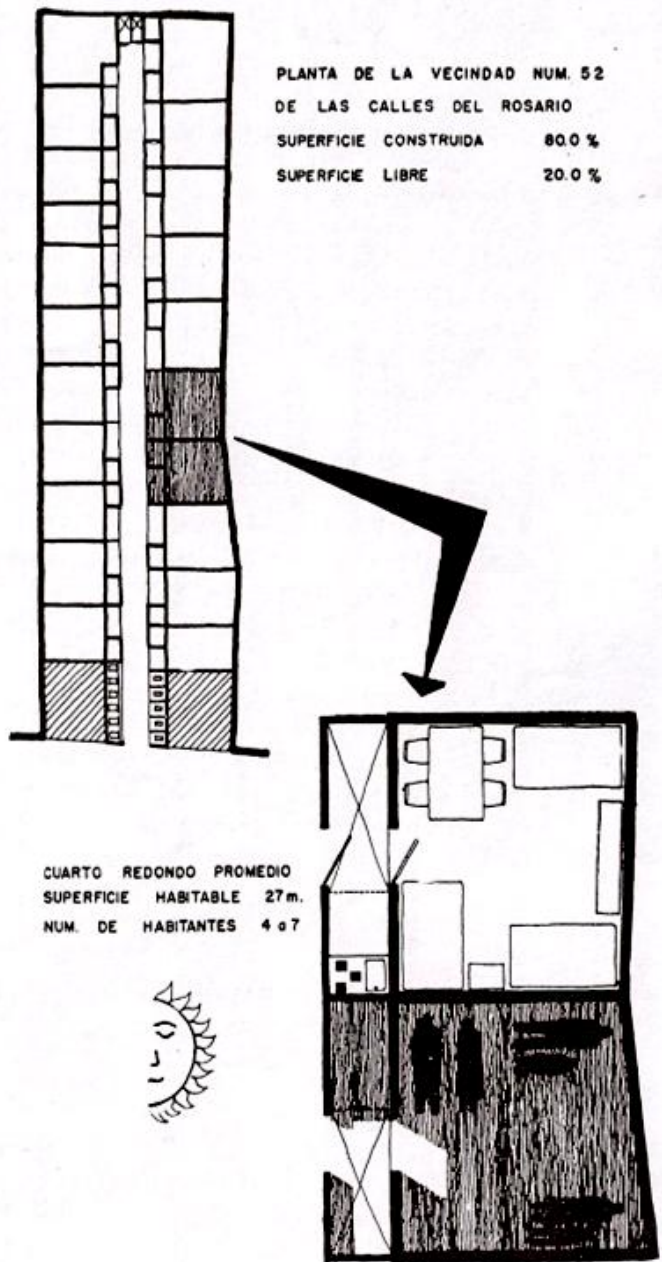 PLANTA DE LA VECINDAD NUM. 52
DE LAS CALLES DEL ROSARIO
SUPERFICIE CONSTRUIDA 80.0 %
SUPERFICIE LIBRE 20.0 %
CUARTO REDONDO PROMEDIO
SUPERFICIE HABITABLE 27m.
NUM. DE HABITANTES 4 a 7